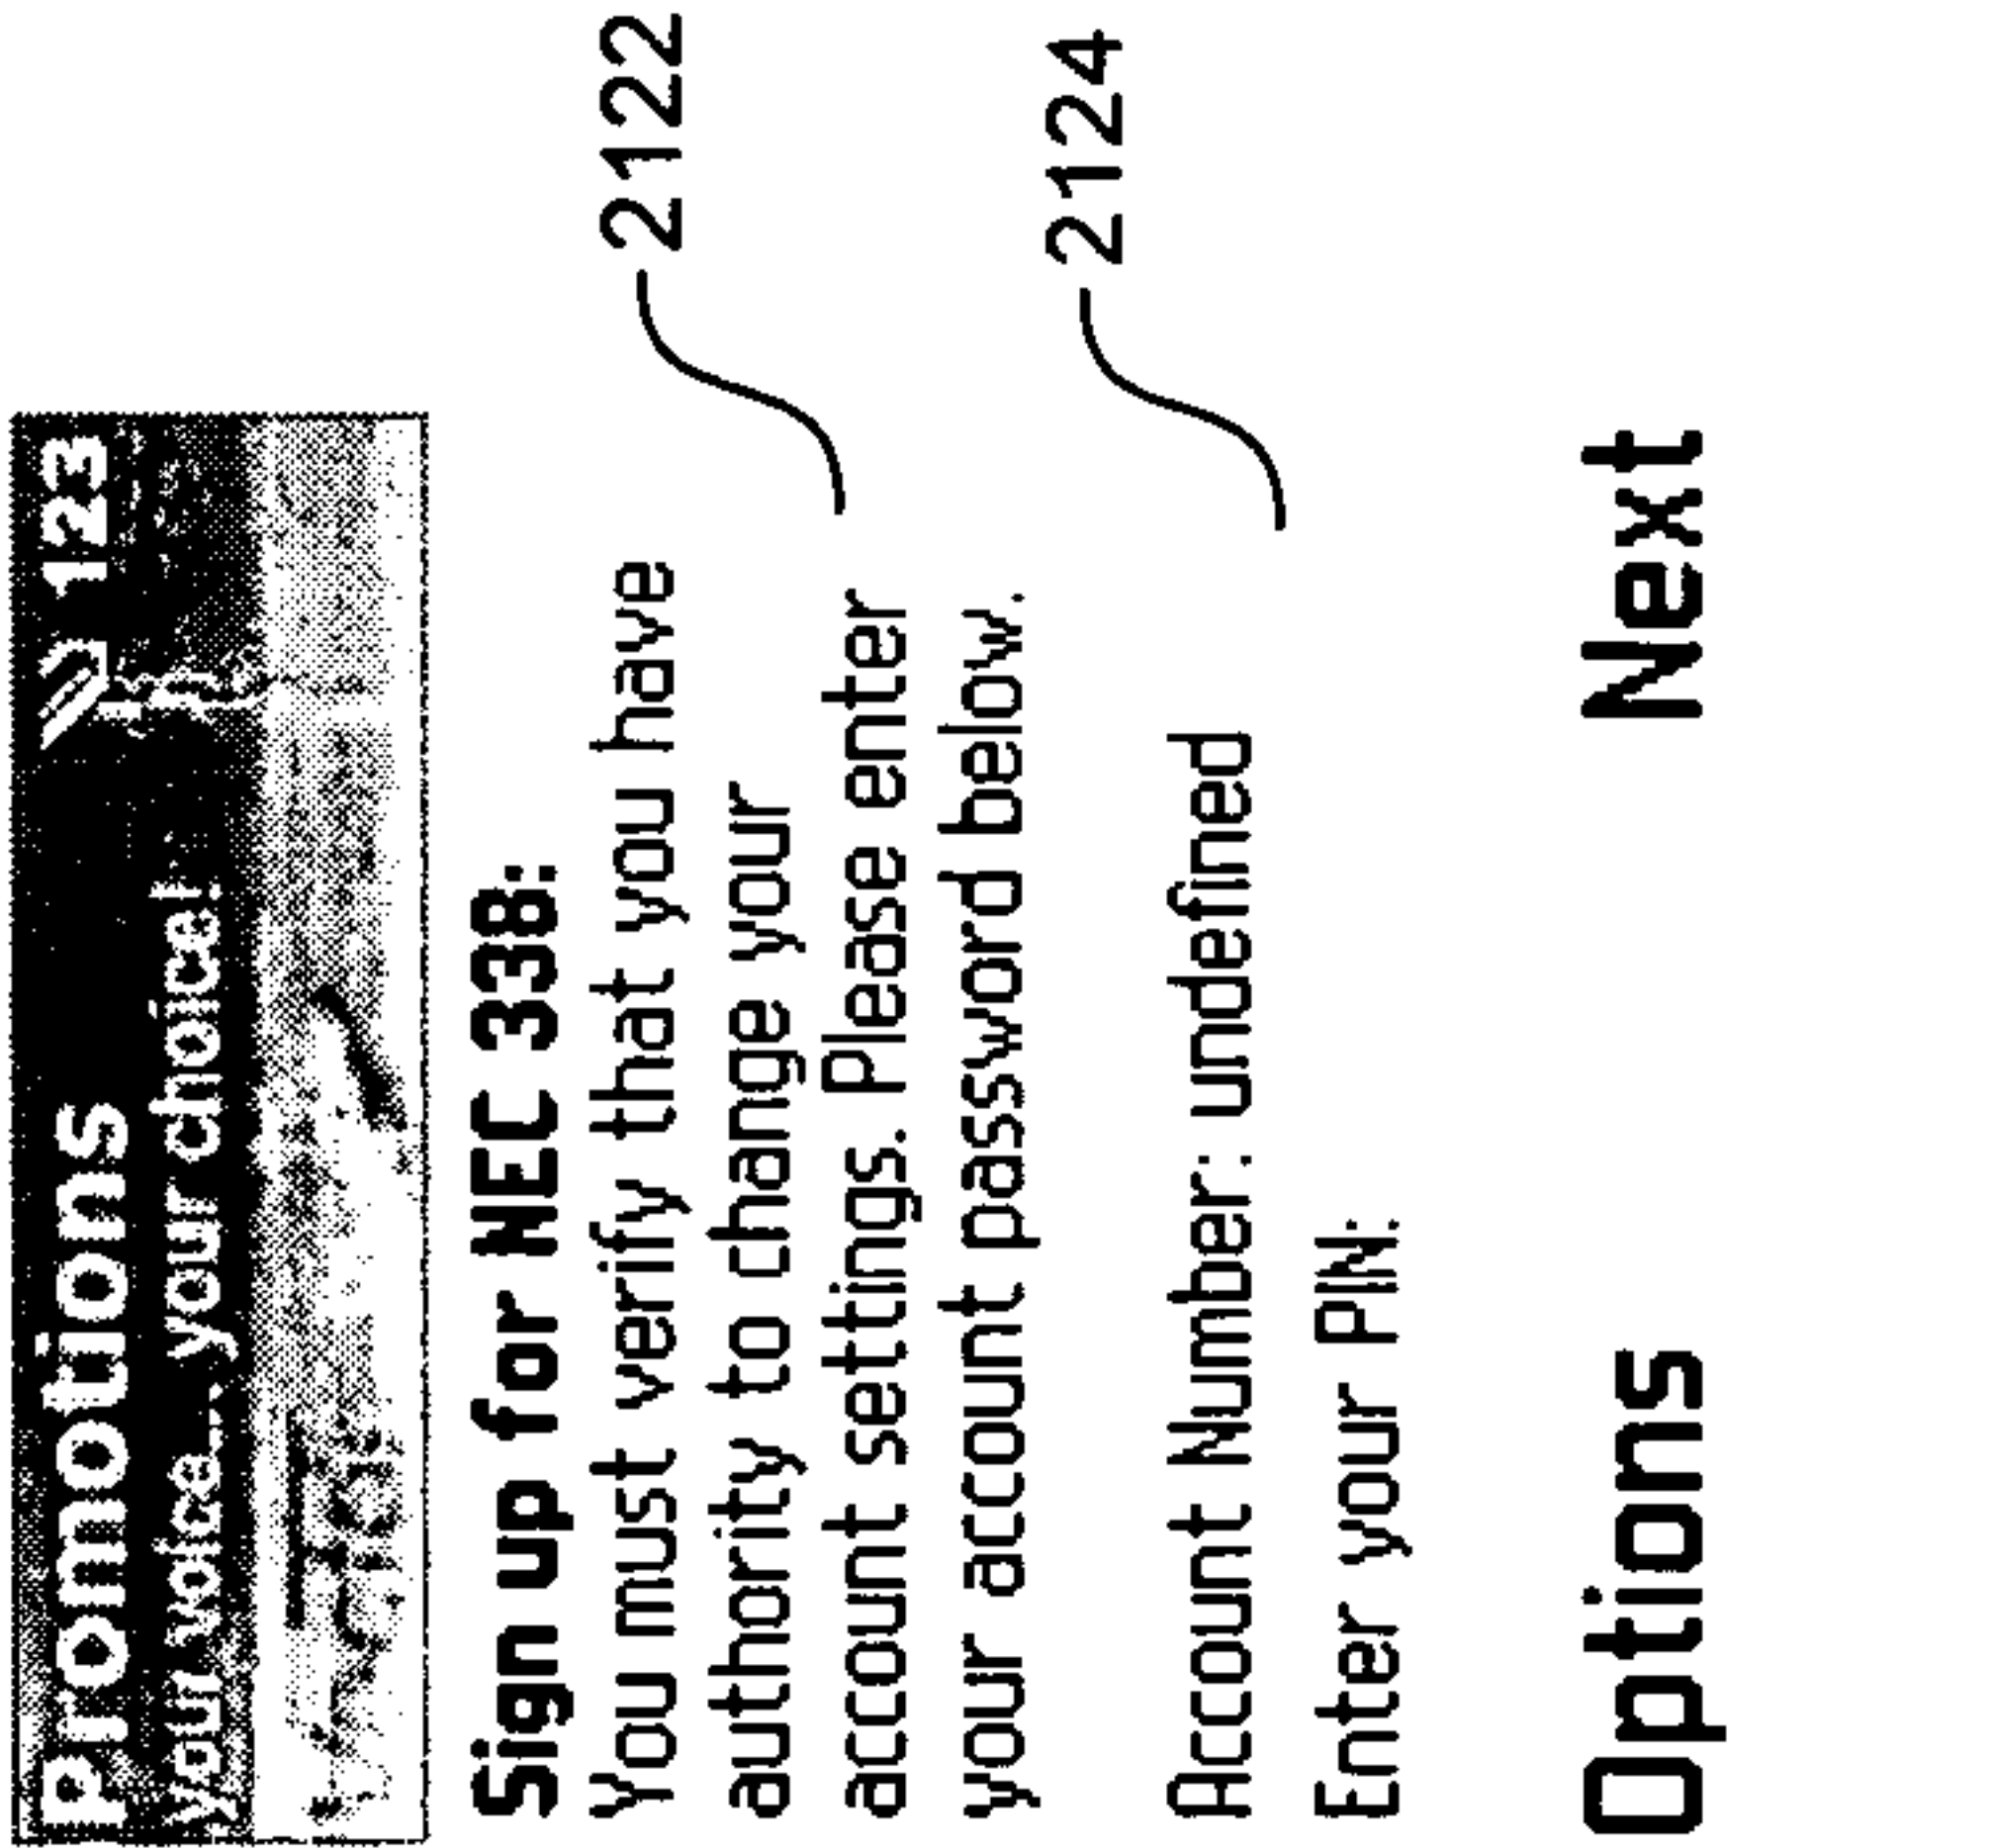 Promotions 123
your voice... your choice!
Sign up for NEC 338:
You must verify that you have
authority to change your
account settings. Please enter
your account password below.
2122
Account Number: undefined
2124
Enter your PIN:
Options Next